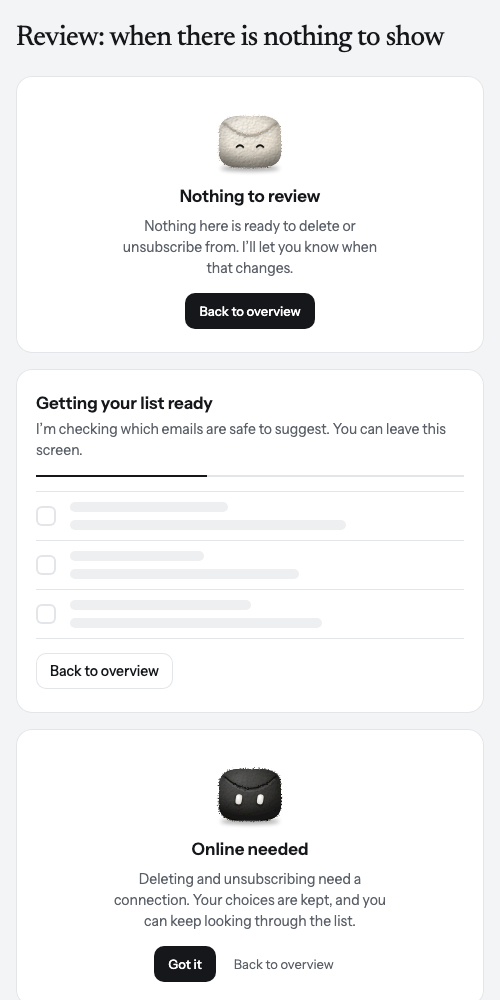 Review: when there is nothing to show
Nothing to review
Nothing here is ready to delete or
unsubscribe from. I'll let you know when
that changes.
Back to overview
Getting your list ready
I'm checking which emails are safe to suggest. You can leave this
screen.
Back to overview
Online needed
Deleting and unsubscribing need a
connection. Your choices are kept, and you
can keep looking through the list.
Got it
Back to overview